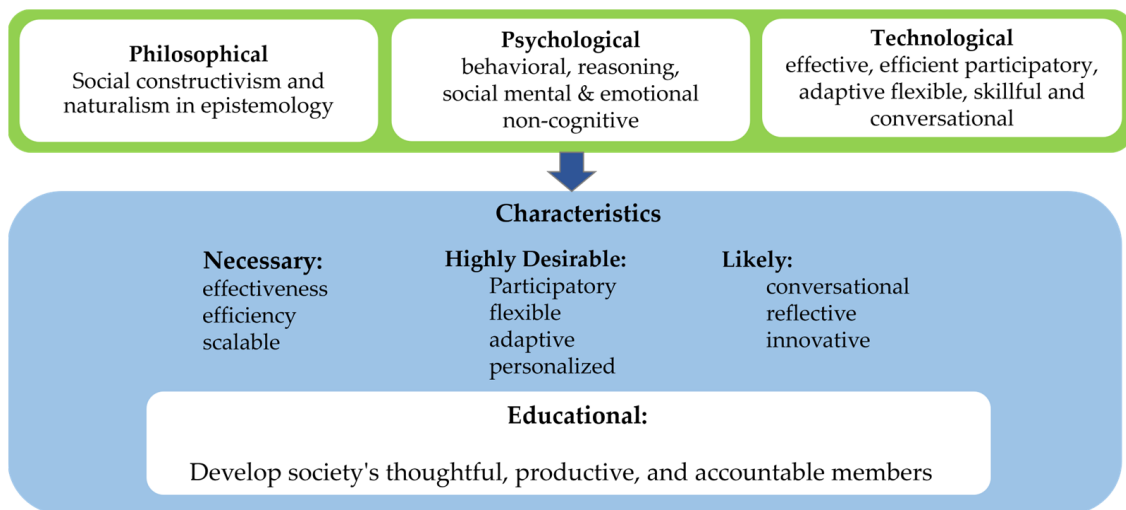 Philosophical
Social constructivism and
naturalism in epistemology
Psychological
behavioral, reasoning,
social mental & emotional
non-cognitive
Technological
effective, efficient participatory,
adaptive flexible, skillful and
conversational
Characteristics
Necessary:
effectiveness
efficiency
scalable
Highly Desirable:
Participatory
flexible
adaptive
personalized
Likely:
conversational
reflective
innovative
Educational:
Develop society's thoughtful, productive, and accountable members